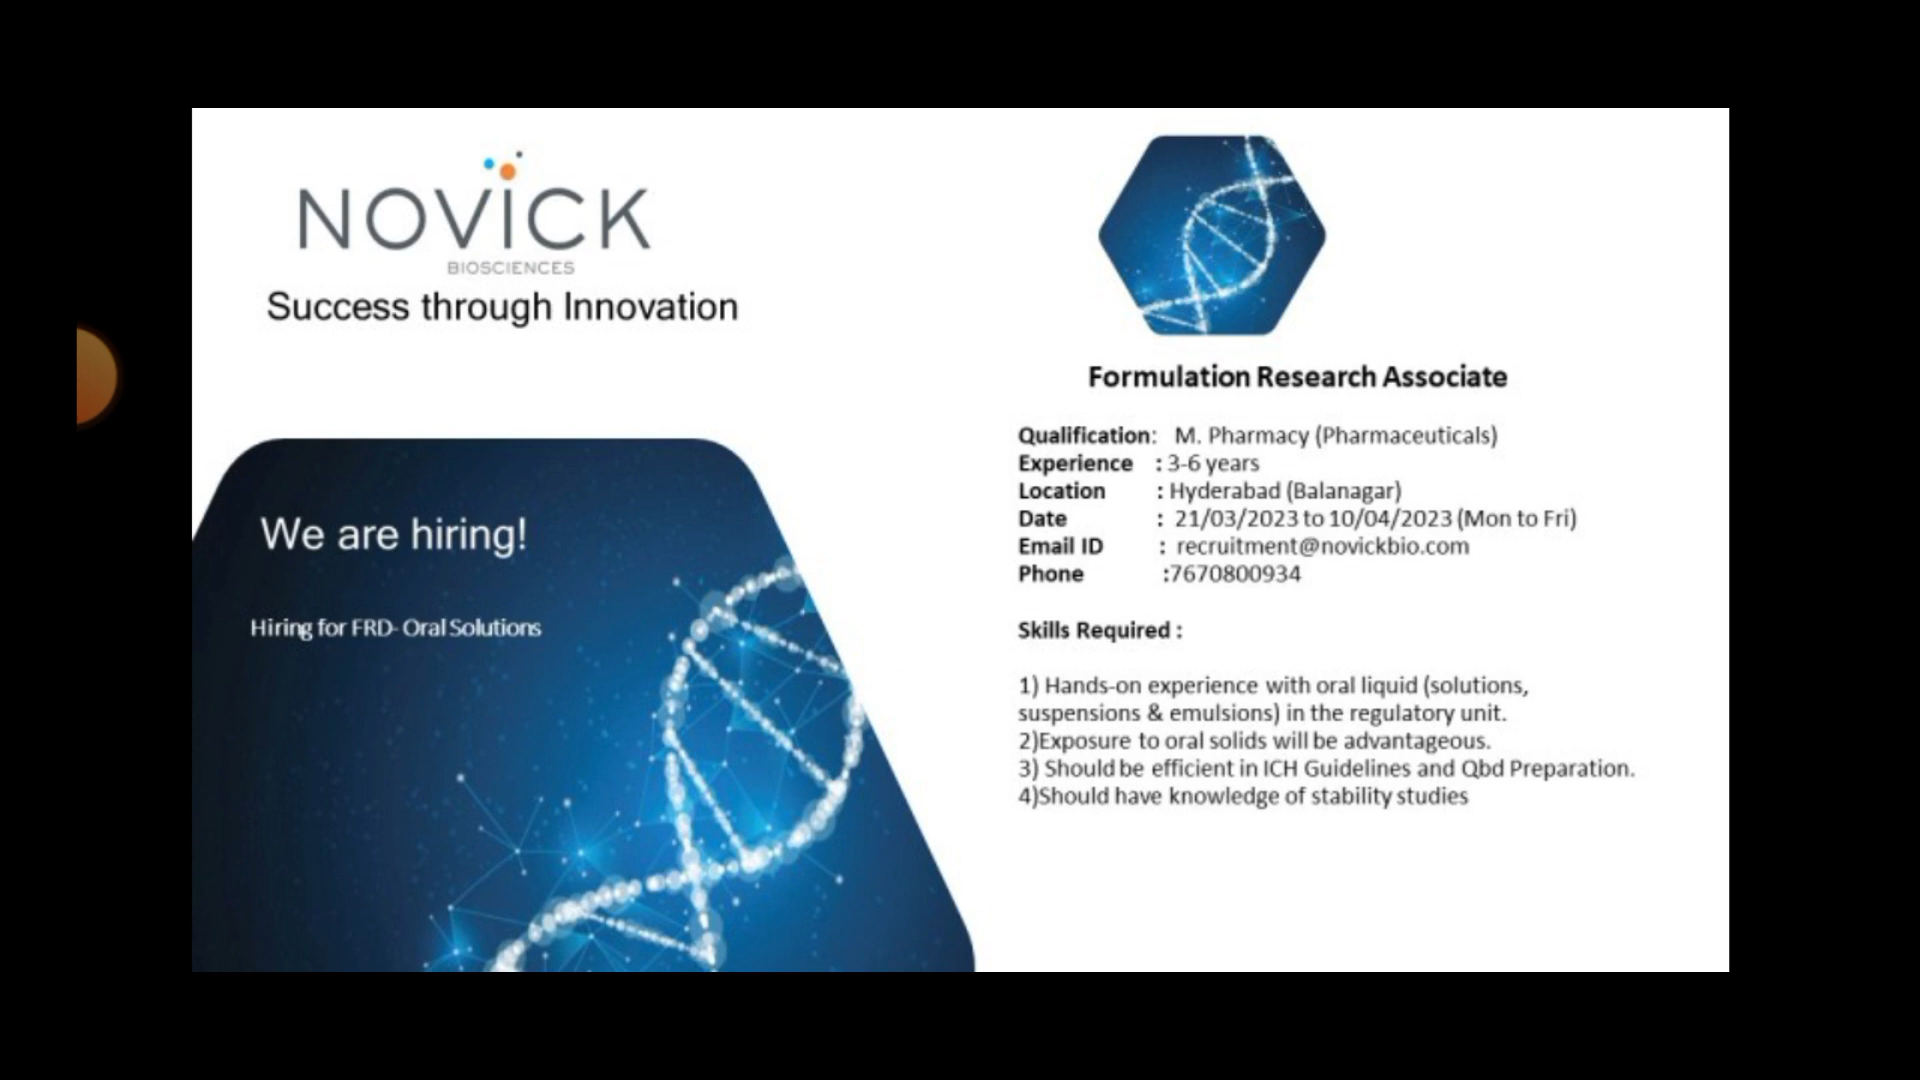 NOVICK
BIOSCIENCES
Success through Innovation
We are hiring!
Hiring for FRD- Oral Solutions
Formulation Research Associate
Qualification: M. Pharmacy (Pharmaceuticals)
Experience : 3-6 years
Location : Hyderabad (Balanagar)
Date : 21/03/2023 to 10/04/2023 (Mon to Fri)
Email ID : recruitment@novickbio.com
Phone :7670800934
Skills Required :
1) Hands-on experience with oral liquid (solutions,
suspensions & emulsions) in the regulatory unit.
2)Exposure to oral solids will be advantageous.
3) Should be efficient in ICH Guidelines and Qbd Preparation.
4)Should have knowledge of stability studies